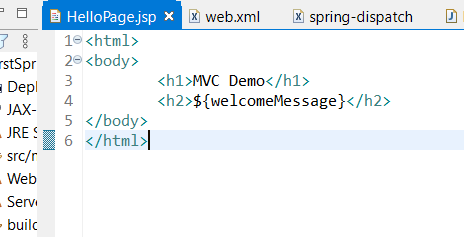 HelloPage.jsp web.xml spring-dispatch
1 <html>
2 <body>
3 <h1>MVC Demo</h1>
4 <h2>${welcomeMessage}</h2>
5 </body>
6 </html>
rstSpr
Depl
JAX-
JRE S
src/m
Web
Serve
build